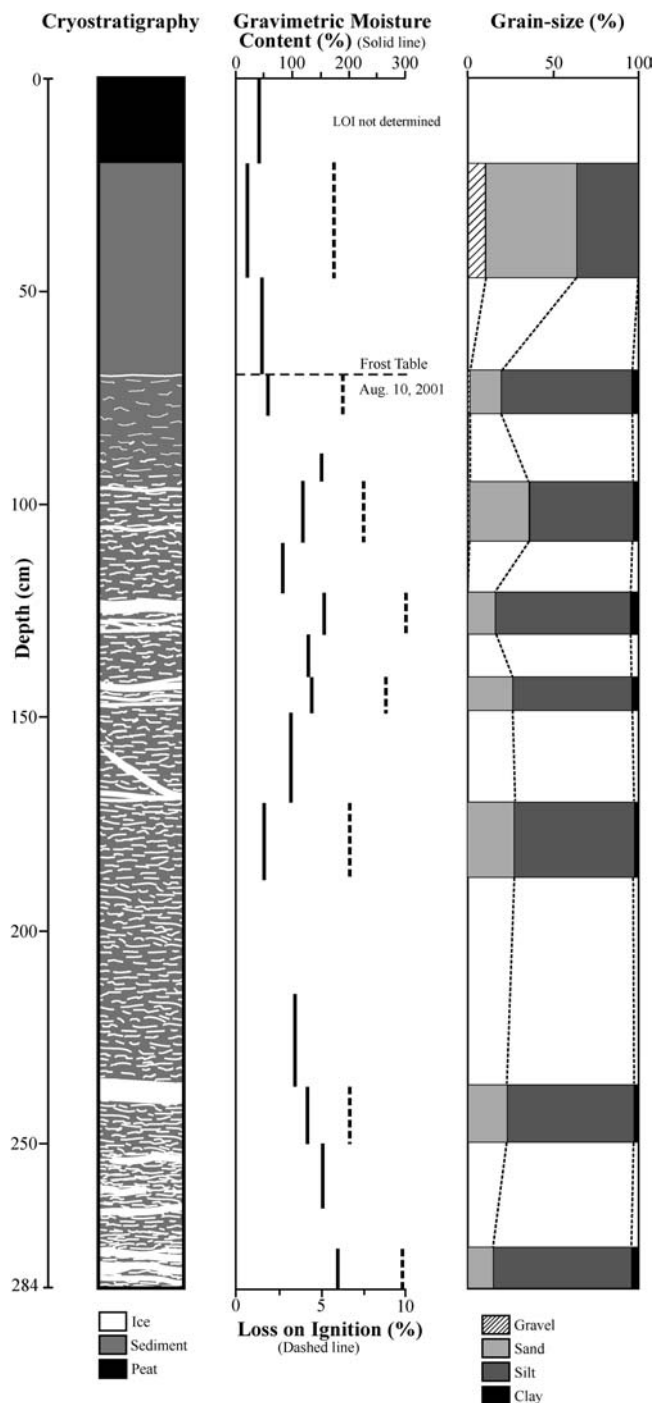 Cryostratigraphy
Gravimetric Moisture
Content (%) (Solid line)
0 100 200 300
Grain-size (%)
0 50 100
LOI not determined
Frost Table
Aug. 10, 2001
Depth (cm)
0
50
100
150
200
250
284
0 5 10
Loss on Ignition (%)
(Dashed line)
Ice
Sediment
Peat
Gravel
Sand
Silt
Clay